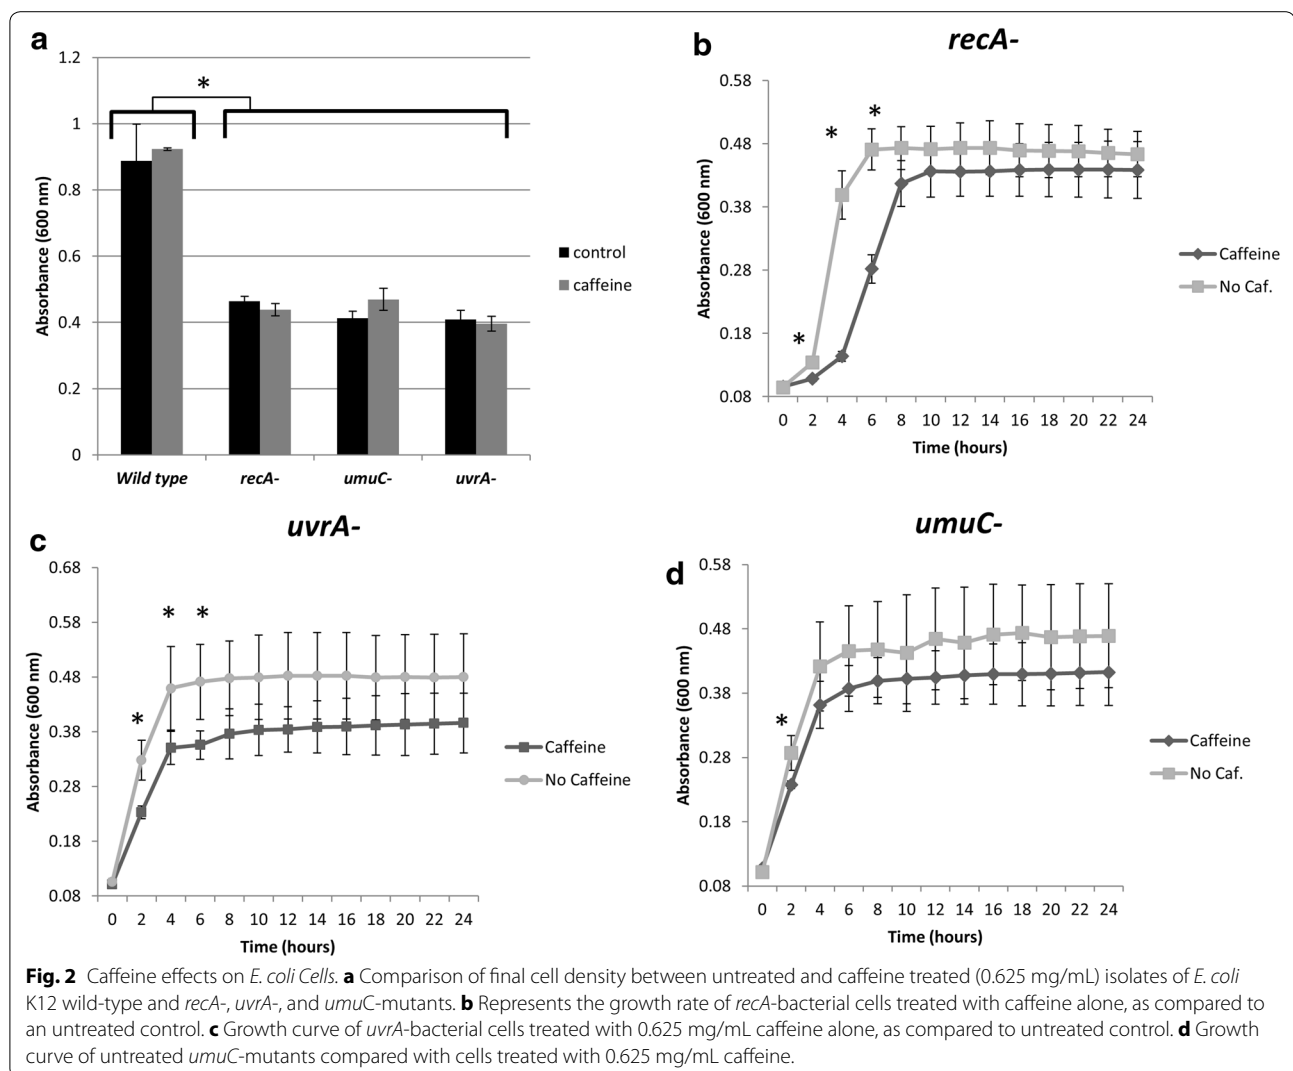 a
1.2
1
0.8
0.6
0.4
0.2
0
Absorbance (600 nm)
*
control
caffeine
Wild type recA- umuC- uvrA-
b
recA-
0.58
0.48
0.38
0.28
0.18
0.08
Absorbance (600 nm)
* * *
Caffeine
No Caf.
0 2 4 6 8 10 12 14 16 18 20 22 24
Time (hours)
c
uvrA-
0.68
0.58
0.48
0.38
0.28
0.18
0.08
Absorbance (600 nm)
* * *
Caffeine
No Caffeine
0 2 4 6 8 10 12 14 16 18 20 22 24
Time (hours)
d
umuC-
0.58
0.48
0.38
0.28
0.18
0.08
Absorbance (600 nm)
*
Caffeine
No Caf.
0 2 4 6 8 10 12 14 16 18 20 22 24
Time (hours)
Fig. 2 Caffeine effects on E. coli Cells. a Comparison of final cell density between untreated and caffeine treated (0.625 mg/mL) isolates of E. coli
K12 wild-type and recA-, uvrA-, and umuC-mutants. b Represents the growth rate of recA-bacterial cells treated with caffeine alone, as compared to
an untreated control. c Growth curve of uvrA-bacterial cells treated with 0.625 mg/mL caffeine alone, as compared to untreated control. d Growth
curve of untreated umuC-mutants compared with cells treated with 0.625 mg/mL caffeine.